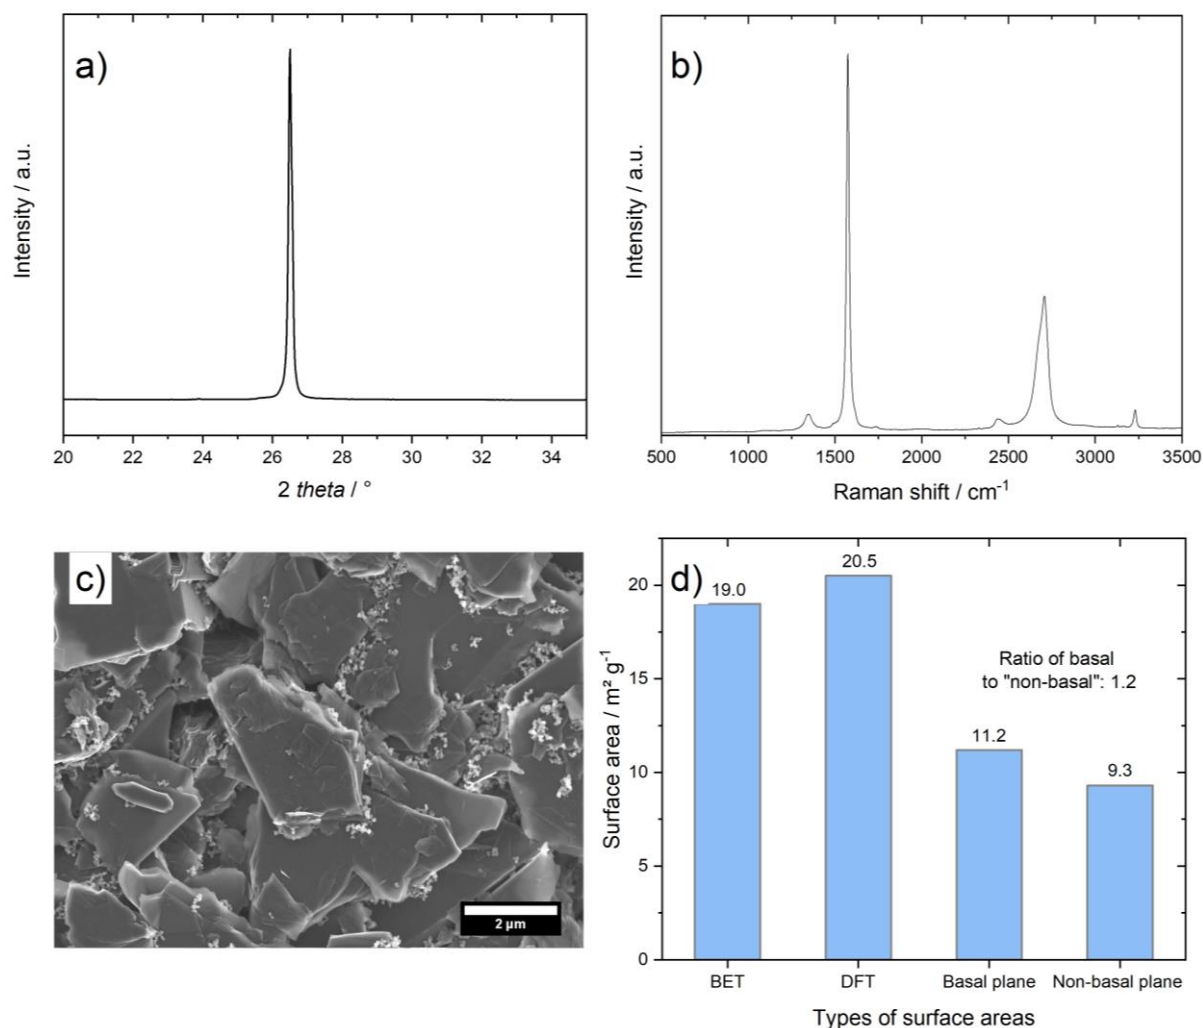 a)
Intensity / a.u.
20 22 24 26 28 30 32 34
2 theta / °
b)
Intensity / a.u.
500 1000 1500 2000 2500 3000 3500
Raman shift / cm⁻¹
c)
2 µm
d)
Surface area / m² g⁻¹
20
15
10
5
0
19.0
20.5
11.2
9.3
Ratio of basal
to "non-basal": 1.2
BET DFT Basal plane Non-basal plane
Types of surface areas